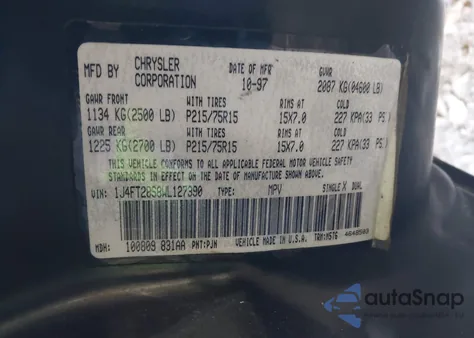 MFD BY CHRYSLER CORPORATION DATE OF MFR 10-97 GVWR 2087 KG(04600 LB)
GAWR FRONT WITH TIRES RIMS AT COLD
1134 KG(2500 LB) P215/75R15 15X7.0 227 KPA(33 PSI)
GAWR REAR WITH TIRES RIMS AT COLD
1225 KG(2700 LB) P215/75R15 15X7.0 227 KPA(33 PSI)
THIS VEHICLE CONFORMS TO ALL APPLICABLE FEDERAL MOTOR VEHICLE SAFETY,
STANDARDS IN EFFECT ON THE DATE OF MANUFACTURE SHOWN ABOVE.
VIN: 1J4FT28S8WL127390 TYPE: MPV SINGLE X DUAL
MDH: 100809 831AA PNT:PJN VEHICLE MADE IN U.S.A. TRM:MST6 4648503
autoSnap